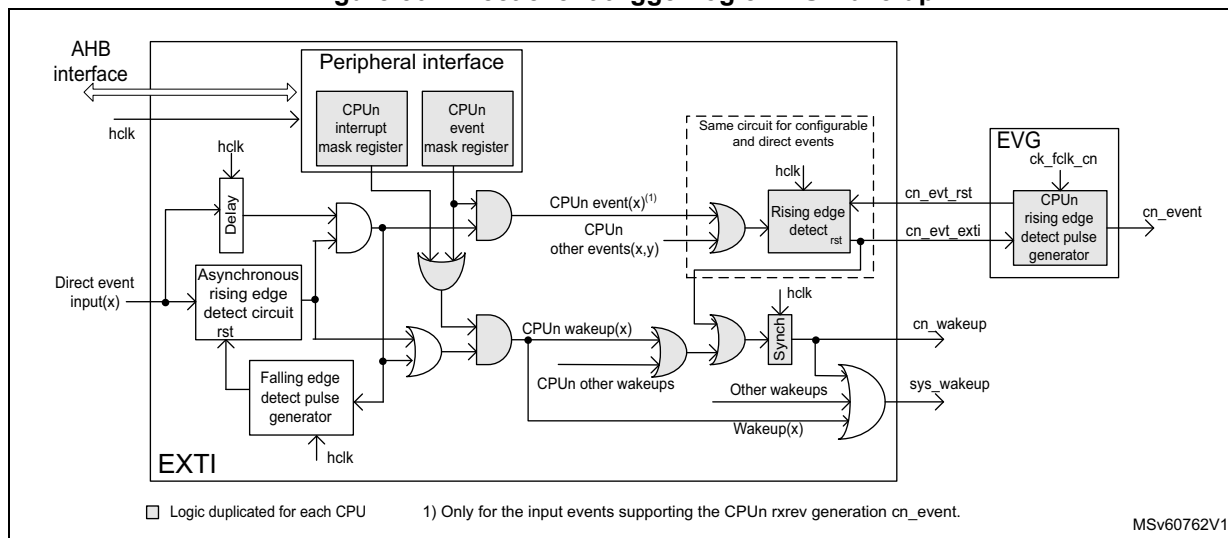 AHB
interface
hclk
Peripheral interface
CPUn
interrupt
mask register
CPUn
event
mask register
hclk
Delay
Direct event
input(x)
Asynchronous
rising edge
detect circuit
rst
Falling edge
detect pulse
generator
hclk
EXTI
CPUn event(x)(1)
CPUn
other events(x,y)
Same circuit for configurable
and direct events
hclk
Rising edge
detect
rst
cn_evt_rst
cn_evt_exti
EVG
ck_fclk_cn
CPUn
rising edge
detect pulse
generator
cn_event
CPUn wakeup(x)
CPUn other wakeups
hclk
Synch
cn_wakeup
Other wakeups
sys_wakeup
Wakeup(x)
Logic duplicated for each CPU
1) Only for the input events supporting the CPUn rxrev generation cn_event.
MSv60762V1